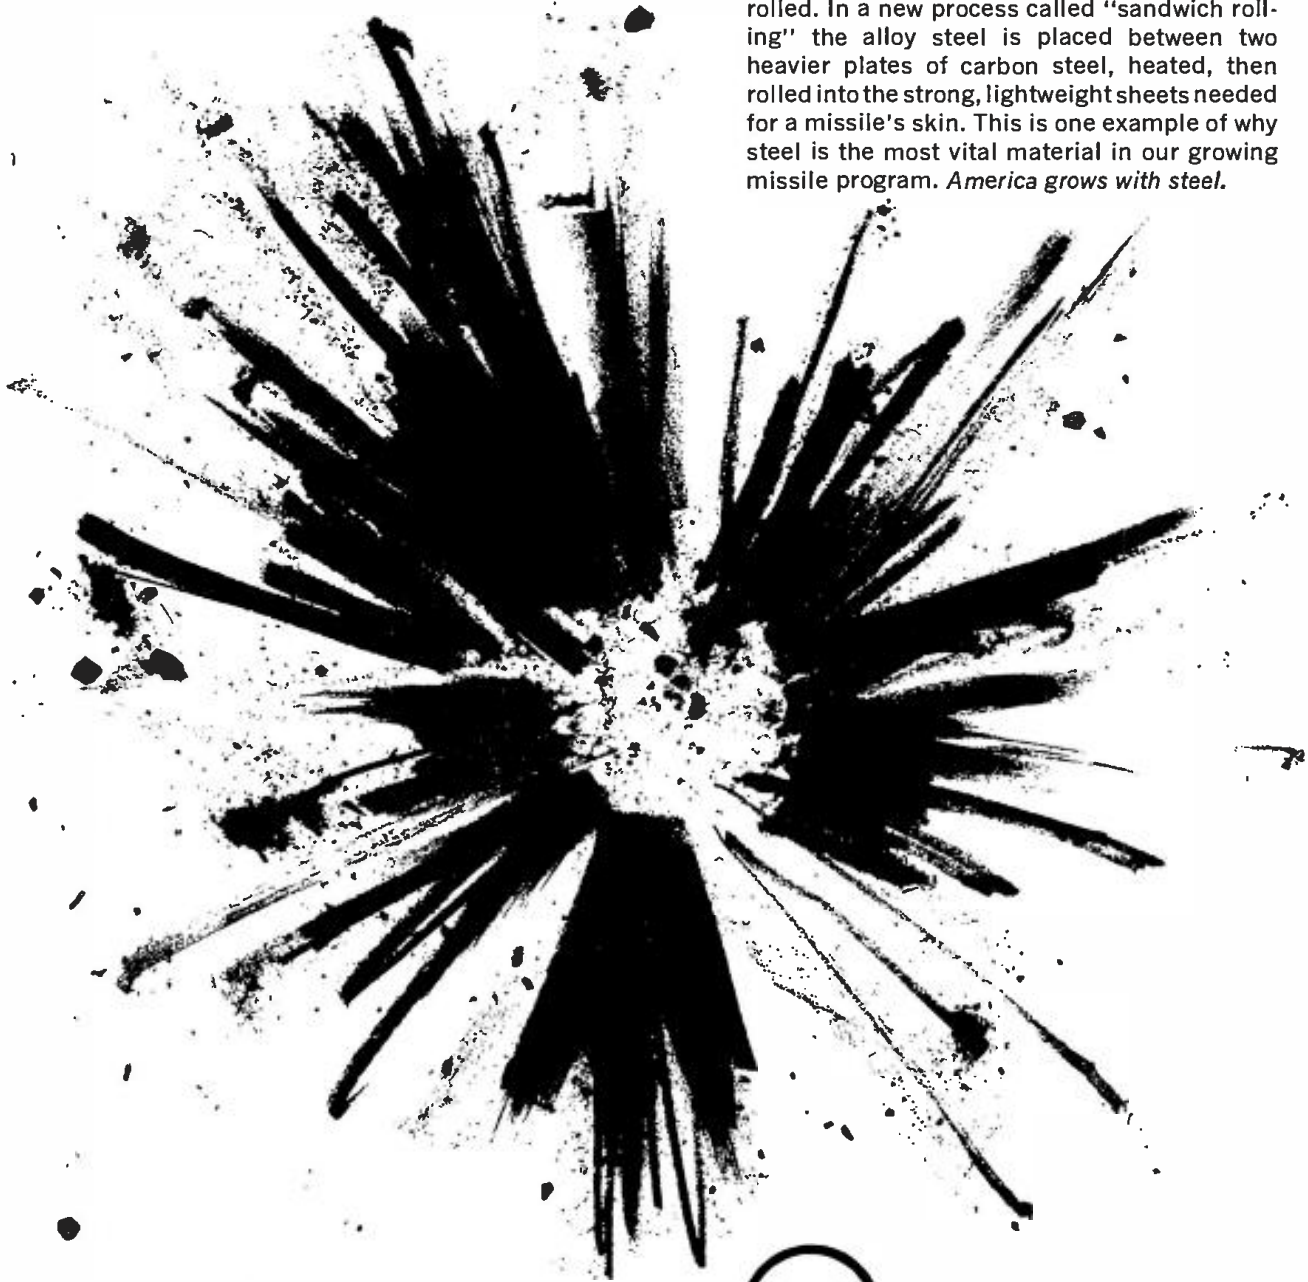 rolled. In a new process called "sandwich roll-
ing" the alloy steel is placed between two
heavier plates of carbon steel, heated, then
rolled into the strong, lightweight sheets needed
for a missile's skin. This is one example of why
steel is the most vital material in our growing
missile program. America grows with steel.